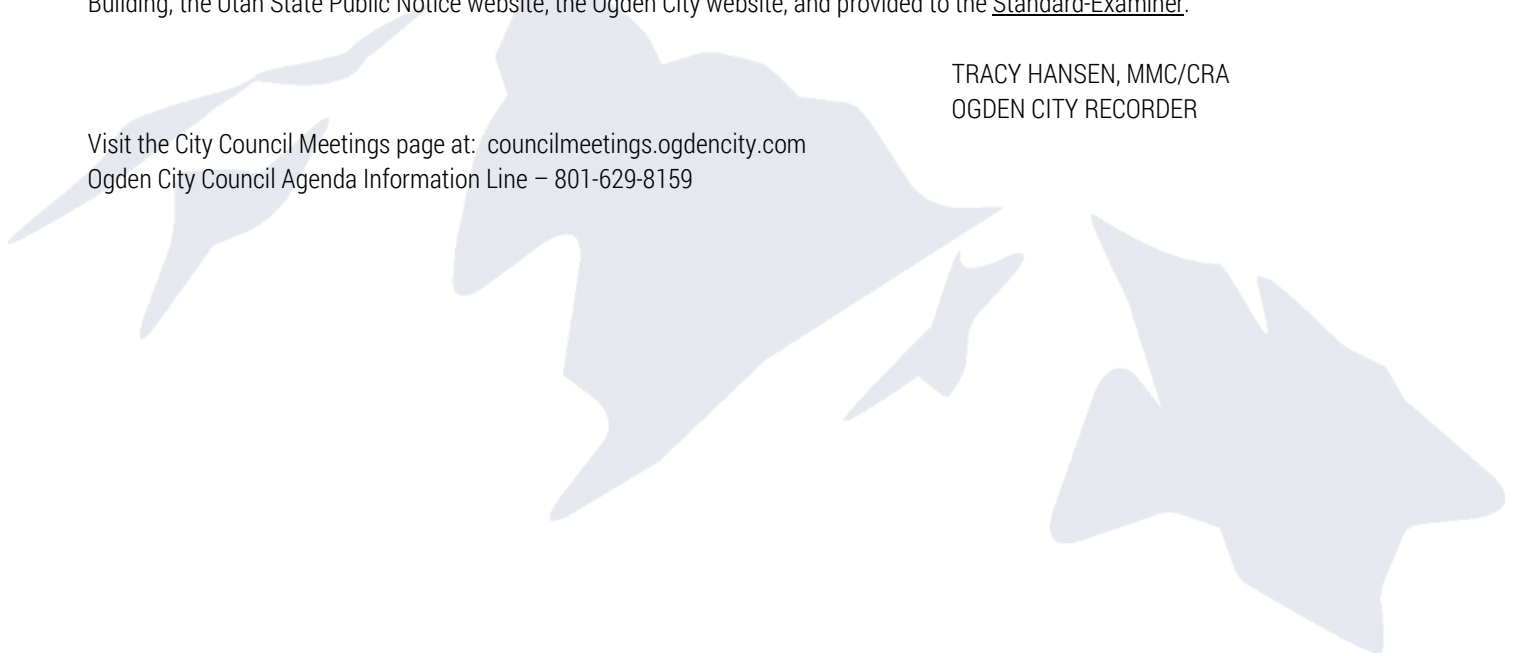 Building, the Utah State Public Notice website, the Ogden City website, and provided to the Standard-Examiner.
TRACY HANSEN, MMC/CRA
OGDEN CITY RECORDER
Visit the City Council Meetings page at: councilmeetings.ogdencity.com
Ogden City Council Agenda Information Line – 801-629-8159